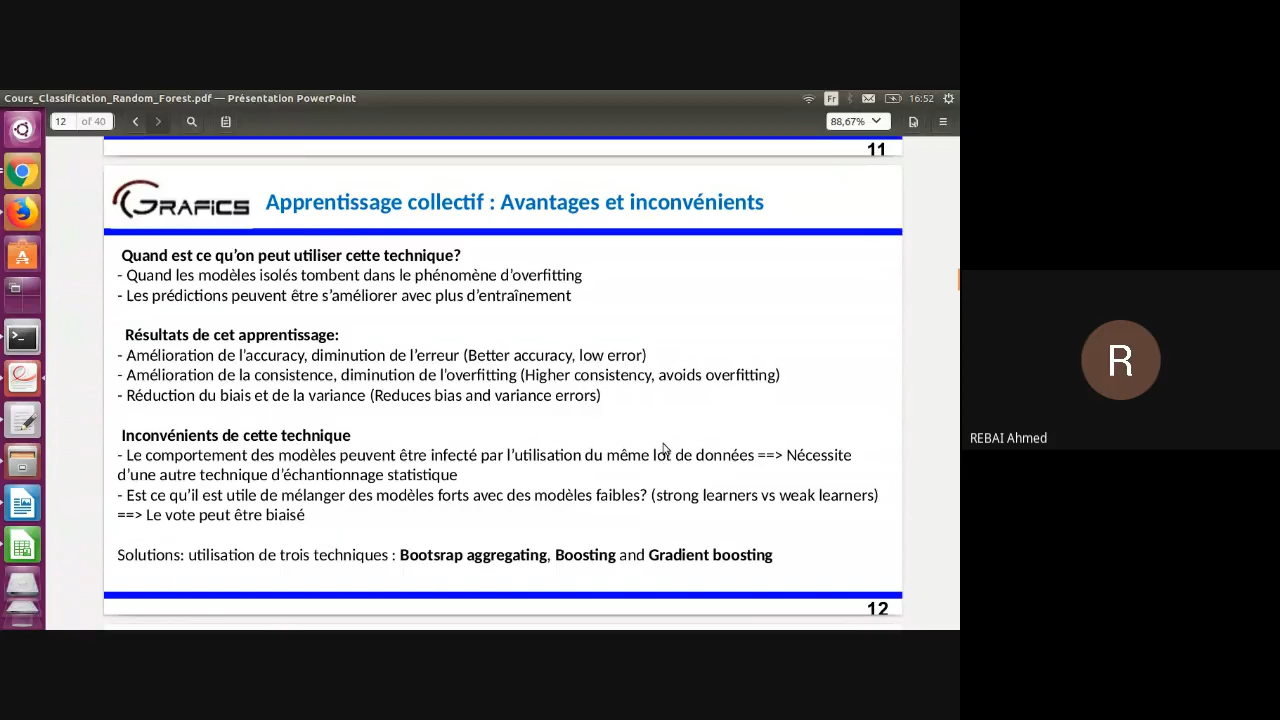 Cours_Classification_Random_Forest.pdf — Présentation PowerPoint
Fr
16:52
12 of 40
88,67%
11
GRAFICS
Apprentissage collectif : Avantages et inconvénients
Quand est ce qu'on peut utiliser cette technique?
- Quand les modèles isolés tombent dans le phénomène d'overfitting
- Les prédictions peuvent être s'améliorer avec plus d'entraînement
Résultats de cet apprentissage:
- Amélioration de l'accuracy, diminution de l'erreur (Better accuracy, low error)
- Amélioration de la consistence, diminution de l'overfitting (Higher consistency, avoids overfitting)
- Réduction du biais et de la variance (Reduces bias and variance errors)
Inconvénients de cette technique
- Le comportement des modèles peuvent être infecté par l'utilisation du même lot de données ==> Nécessite
d'une autre technique d'échantionnage statistique
- Est ce qu'il est utile de mélanger des modèles forts avec des modèles faibles? (strong learners vs weak learners)
==> Le vote peut être biaisé
Solutions: utilisation de trois techniques : Bootsrap aggregating, Boosting and Gradient boosting
12
R
REBAI Ahmed